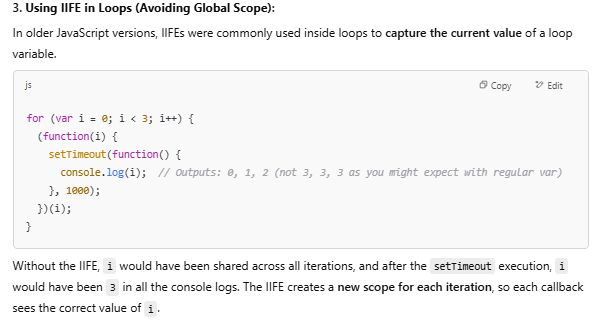 3. Using IIFE in Loops (Avoiding Global Scope):
In older JavaScript versions, IIFEs were commonly used inside loops to capture the current value of a loop
variable.
js
Copy
Edit
for (var i = 0; i < 3; i++) {
  (function(i) {
    setTimeout(function() {
      console.log(i);  // Outputs: 0, 1, 2 (not 3, 3, 3 as you might expect with regular var)
    }, 1000);
  })(i);
}
Without the IIFE, i would have been shared across all iterations, and after the setTimeout execution, i
would have been 3 in all the console logs. The IIFE creates a new scope for each iteration, so each callback
sees the correct value of i.